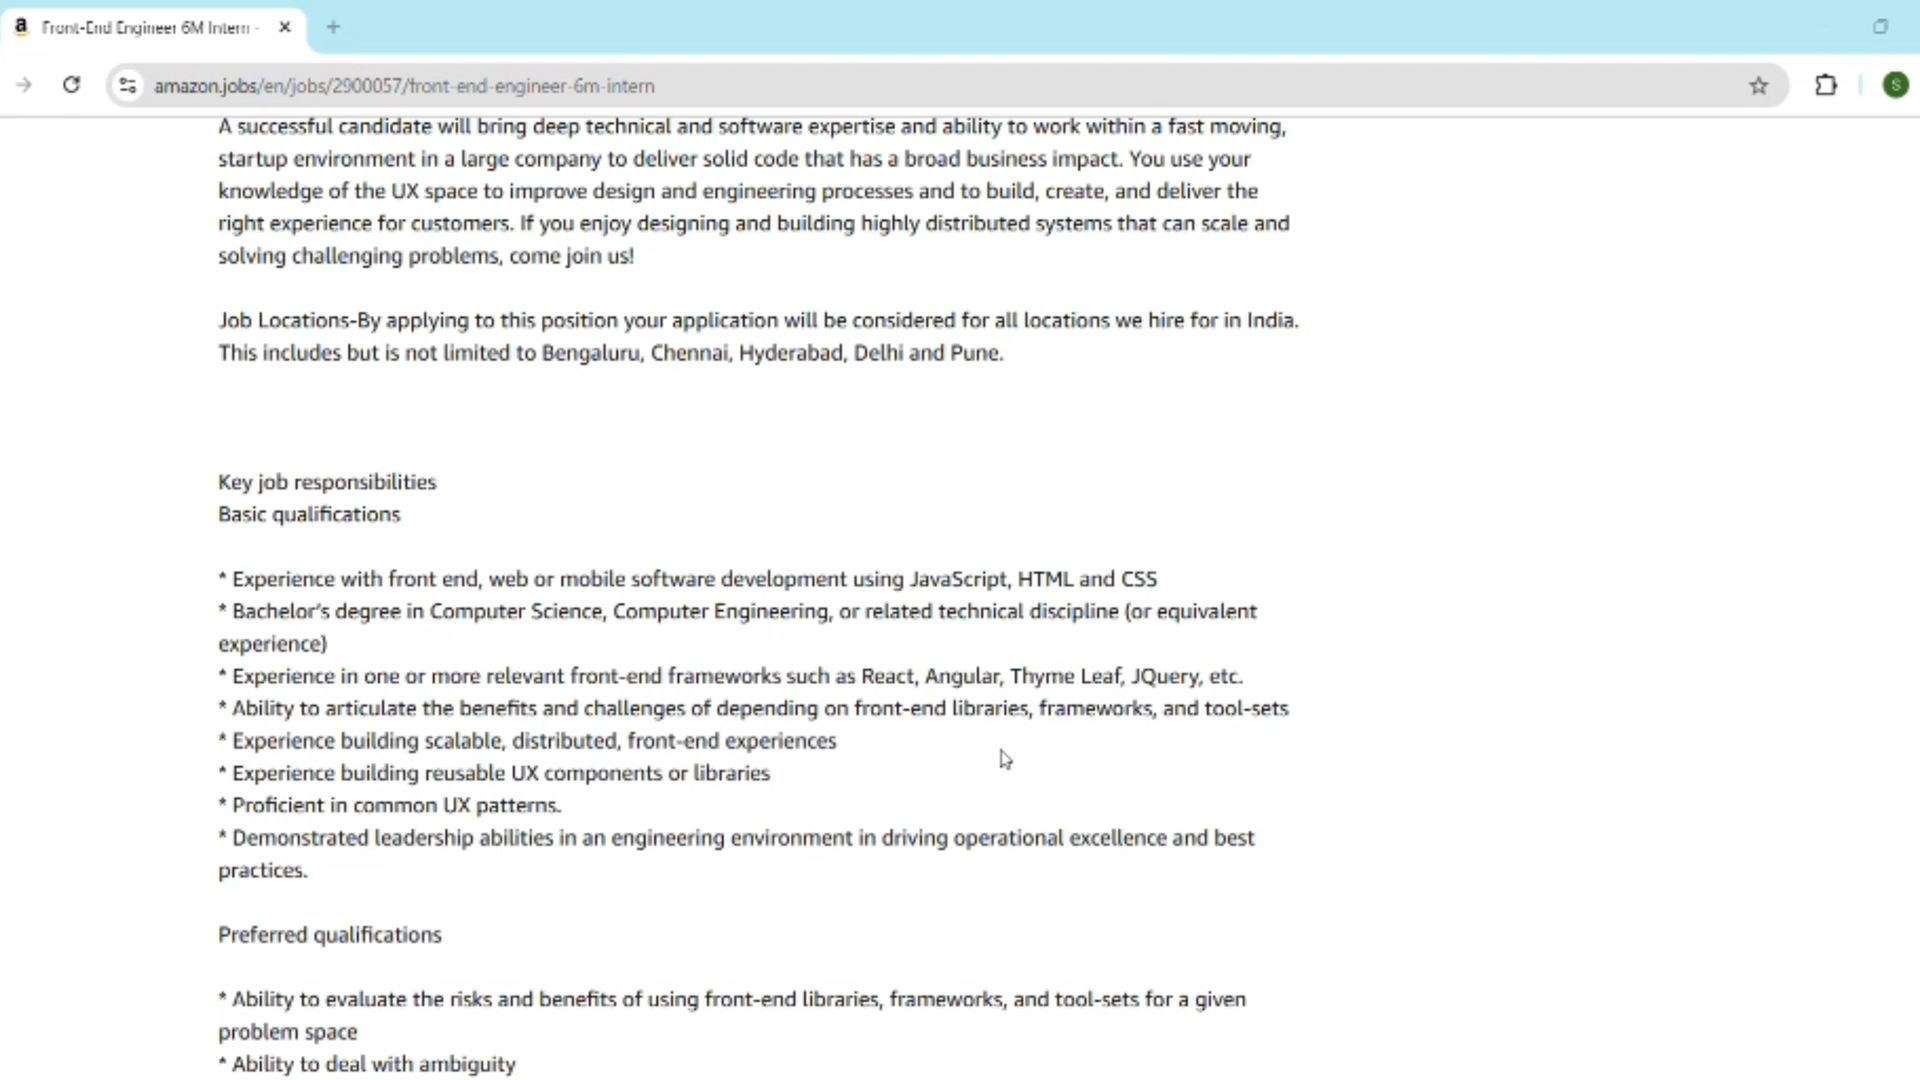 Front-End Engineer 6M Intern -
amazon.jobs/en/jobs/2900057/front-end-engineer-6m-intern
S
A successful candidate will bring deep technical and software expertise and ability to work within a fast moving,
startup environment in a large company to deliver solid code that has a broad business impact. You use your
knowledge of the UX space to improve design and engineering processes and to build, create, and deliver the
right experience for customers. If you enjoy designing and building highly distributed systems that can scale and
solving challenging problems, come join us!
Job Locations-By applying to this position your application will be considered for all locations we hire for in India.
This includes but is not limited to Bengaluru, Chennai, Hyderabad, Delhi and Pune.
Key job responsibilities
Basic qualifications
* Experience with front end, web or mobile software development using JavaScript, HTML and CSS
* Bachelor's degree in Computer Science, Computer Engineering, or related technical discipline (or equivalent
experience)
* Experience in one or more relevant front-end frameworks such as React, Angular, Thyme Leaf, JQuery, etc.
* Ability to articulate the benefits and challenges of depending on front-end libraries, frameworks, and tool-sets
* Experience building scalable, distributed, front-end experiences
* Experience building reusable UX components or libraries
* Proficient in common UX patterns.
* Demonstrated leadership abilities in an engineering environment in driving operational excellence and best
practices.
Preferred qualifications
* Ability to evaluate the risks and benefits of using front-end libraries, frameworks, and tool-sets for a given
problem space
* Ability to deal with ambiguity